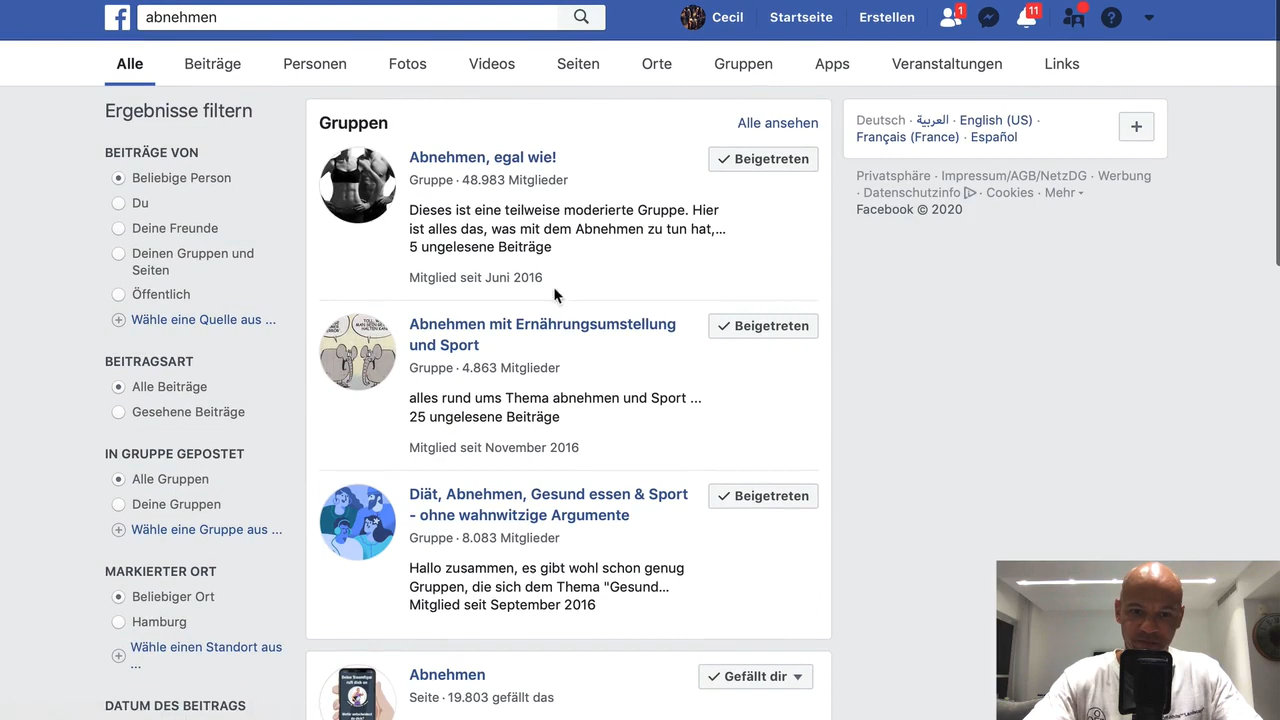 abnehmen
Cecil
Startseite
Erstellen
1
11
Alle
Beiträge
Personen
Fotos
Videos
Seiten
Orte
Gruppen
Apps
Veranstaltungen
Links
Ergebnisse filtern
BEITRÄGE VON
Beliebige Person
Du
Deine Freunde
Deinen Gruppen und
Seiten
Öffentlich
Wähle eine Quelle aus ...
BEITRAGSART
Alle Beiträge
Gesehene Beiträge
IN GRUPPE GEPOSTET
Alle Gruppen
Deine Gruppen
Wähle eine Gruppe aus ...
MARKIERTER ORT
Beliebiger Ort
Hamburg
Wähle einen Standort aus
...
DATUM DES BEITRAGS
Gruppen
Alle ansehen
Abnehmen, egal wie!
Beigetreten
Gruppe · 48.983 Mitglieder
Dieses ist eine teilweise moderierte Gruppe. Hier
ist alles das, was mit dem Abnehmen zu tun hat,...
5 ungelesene Beiträge
Mitglied seit Juni 2016
Abnehmen mit Ernährungsumstellung
und Sport
Beigetreten
Gruppe · 4.863 Mitglieder
alles rund ums Thema abnehmen und Sport ...
25 ungelesene Beiträge
Mitglied seit November 2016
Diät, Abnehmen, Gesund essen & Sport
- ohne wahnwitzige Argumente
Beigetreten
Gruppe · 8.083 Mitglieder
Hallo zusammen, es gibt wohl schon genug
Gruppen, die sich dem Thema "Gesund...
Mitglied seit September 2016
Abnehmen
Gefällt dir
Seite · 19.803 gefällt das
Deutsch · العربية · English (US) ·
Français (France) · Español
Privatsphäre · Impressum/AGB/NetzDG · Werbung
· Datenschutzinfo · Cookies · Mehr
Facebook © 2020